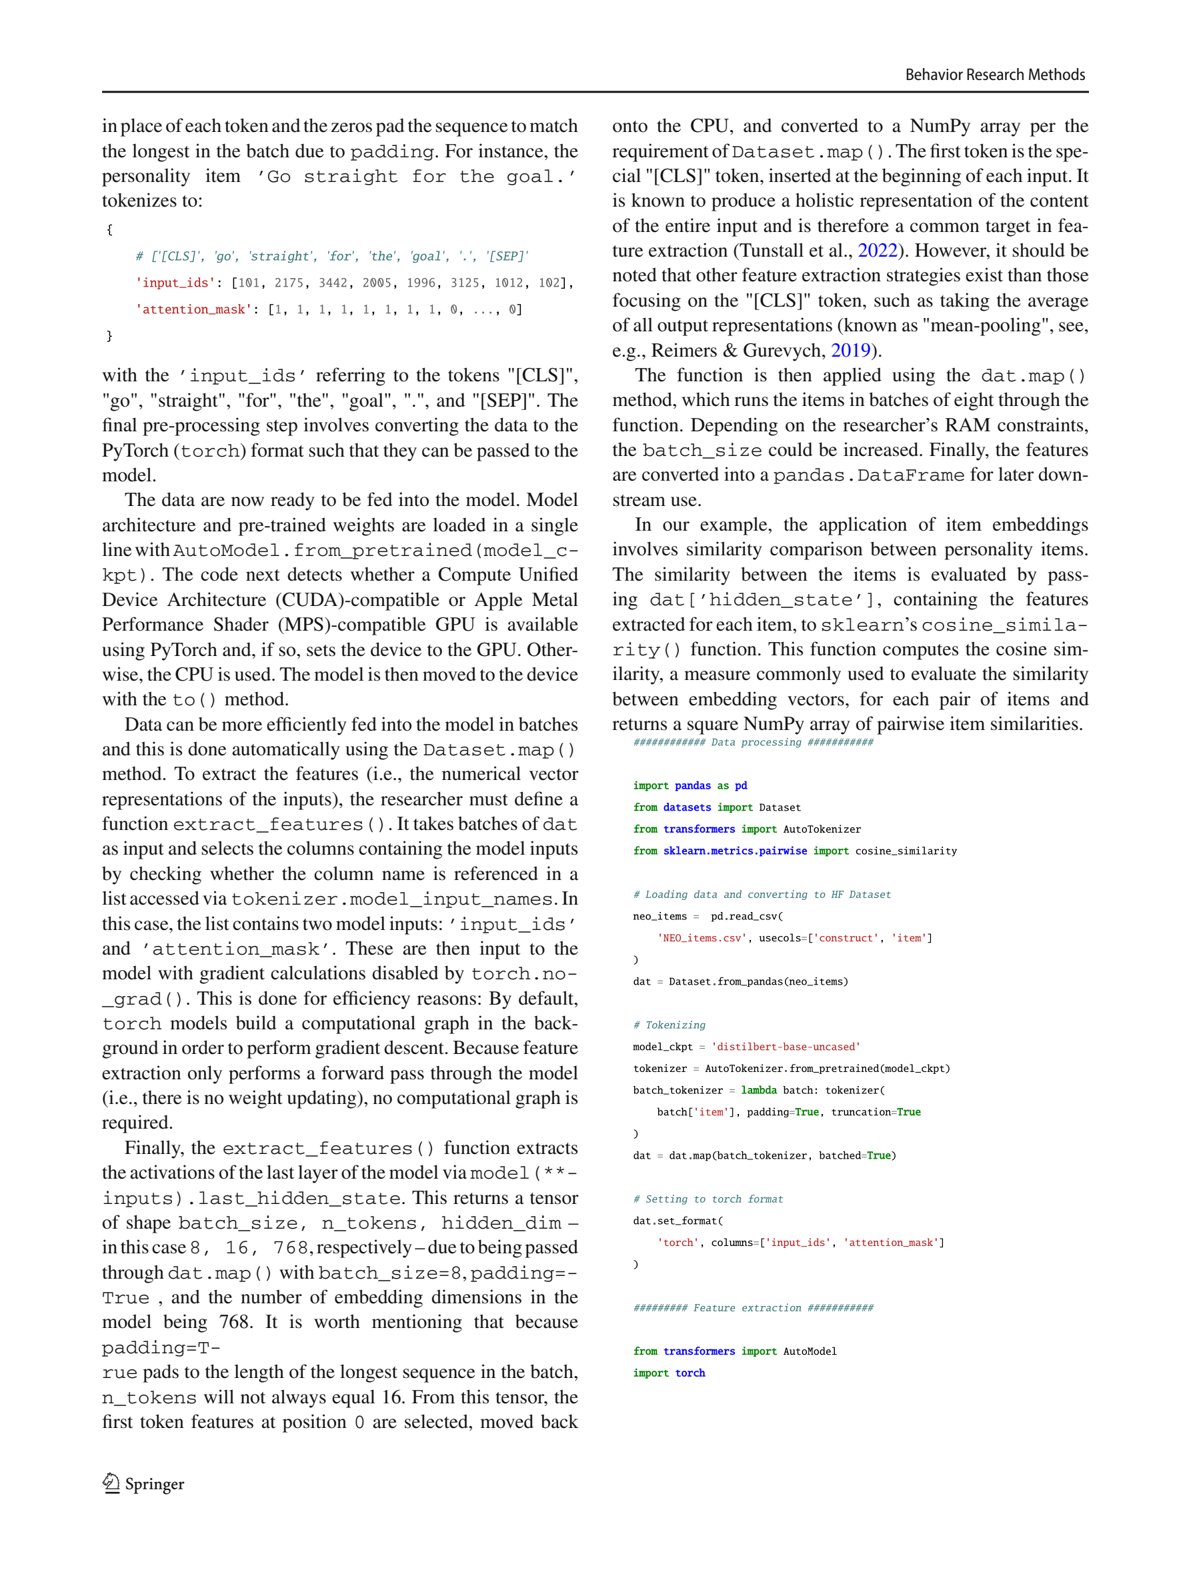 Behavior Research Methods
in place of each token and the zeros pad the sequence to match
the longest in the batch due to padding. For instance, the
personality item 'Go straight for the goal.'
tokenizes to:
{
# ['[CLS]', 'go', 'straight', 'for', 'the', 'goal', '.', '[SEP]'
'input_ids': [101, 2175, 3442, 2005, 1996, 3125, 1012, 102],
'attention_mask': [1, 1, 1, 1, 1, 1, 1, 1, 0, ..., 0]
}
with the 'input_ids' referring to the tokens "[CLS]",
"go", "straight", "for", "the", "goal", ".", and "[SEP]". The
final pre-processing step involves converting the data to the
PyTorch (torch) format such that they can be passed to the
model.
The data are now ready to be fed into the model. Model
architecture and pre-trained weights are loaded in a single
line with AutoModel.from_pretrained(model_c-
kpt). The code next detects whether a Compute Unified
Device Architecture (CUDA)-compatible or Apple Metal
Performance Shader (MPS)-compatible GPU is available
using PyTorch and, if so, sets the device to the GPU. Other-
wise, the CPU is used. The model is then moved to the device
with the to() method.
Data can be more efficiently fed into the model in batches
and this is done automatically using the Dataset.map()
method. To extract the features (i.e., the numerical vector
representations of the inputs), the researcher must define a
function extract_features(). It takes batches of dat
as input and selects the columns containing the model inputs
by checking whether the column name is referenced in a
list accessed via tokenizer.model_input_names. In
this case, the list contains two model inputs: 'input_ids'
and 'attention_mask'. These are then input to the
model with gradient calculations disabled by torch.no-
_grad(). This is done for efficiency reasons: By default,
torch models build a computational graph in the back-
ground in order to perform gradient descent. Because feature
extraction only performs a forward pass through the model
(i.e., there is no weight updating), no computational graph is
required.
Finally, the extract_features() function extracts
the activations of the last layer of the model via model(**-
inputs).last_hidden_state. This returns a tensor
of shape batch_size, n_tokens, hidden_dim –
in this case 8, 16, 768, respectively – due to being passed
through dat.map() with batch_size=8, padding=-
True , and the number of embedding dimensions in the
model being 768. It is worth mentioning that because
padding=T-
rue pads to the length of the longest sequence in the batch,
n_tokens will not always equal 16. From this tensor, the
first token features at position 0 are selected, moved back
onto the CPU, and converted to a NumPy array per the
requirement of Dataset.map(). The first token is the spe-
cial "[CLS]" token, inserted at the beginning of each input. It
is known to produce a holistic representation of the content
of the entire input and is therefore a common target in fea-
ture extraction (Tunstall et al., 2022). However, it should be
noted that other feature extraction strategies exist than those
focusing on the "[CLS]" token, such as taking the average
of all output representations (known as "mean-pooling", see,
e.g., Reimers & Gurevych, 2019).
The function is then applied using the dat.map()
method, which runs the items in batches of eight through the
function. Depending on the researcher's RAM constraints,
the batch_size could be increased. Finally, the features
are converted into a pandas.DataFrame for later down-
stream use.
In our example, the application of item embeddings
involves similarity comparison between personality items.
The similarity between the items is evaluated by pass-
ing dat['hidden_state'], containing the features
extracted for each item, to sklearn's cosine_simila-
rity() function. This function computes the cosine sim-
ilarity, a measure commonly used to evaluate the similarity
between embedding vectors, for each pair of items and
returns a square NumPy array of pairwise item similarities.
############ Data processing ###########
import pandas as pd
from datasets import Dataset
from transformers import AutoTokenizer
from sklearn.metrics.pairwise import cosine_similarity
# Loading data and converting to HF Dataset
neo_items = pd.read_csv(
'NEO_items.csv', usecols=['construct', 'item']
)
dat = Dataset.from_pandas(neo_items)
# Tokenizing
model_ckpt = 'distilbert-base-uncased'
tokenizer = AutoTokenizer.from_pretrained(model_ckpt)
batch_tokenizer = lambda batch: tokenizer(
batch['item'], padding=True, truncation=True
)
dat = dat.map(batch_tokenizer, batched=True)
# Setting to torch format
dat.set_format(
'torch', columns=['input_ids', 'attention_mask']
)
######### Feature extraction ###########
from transformers import AutoModel
import torch
Springer